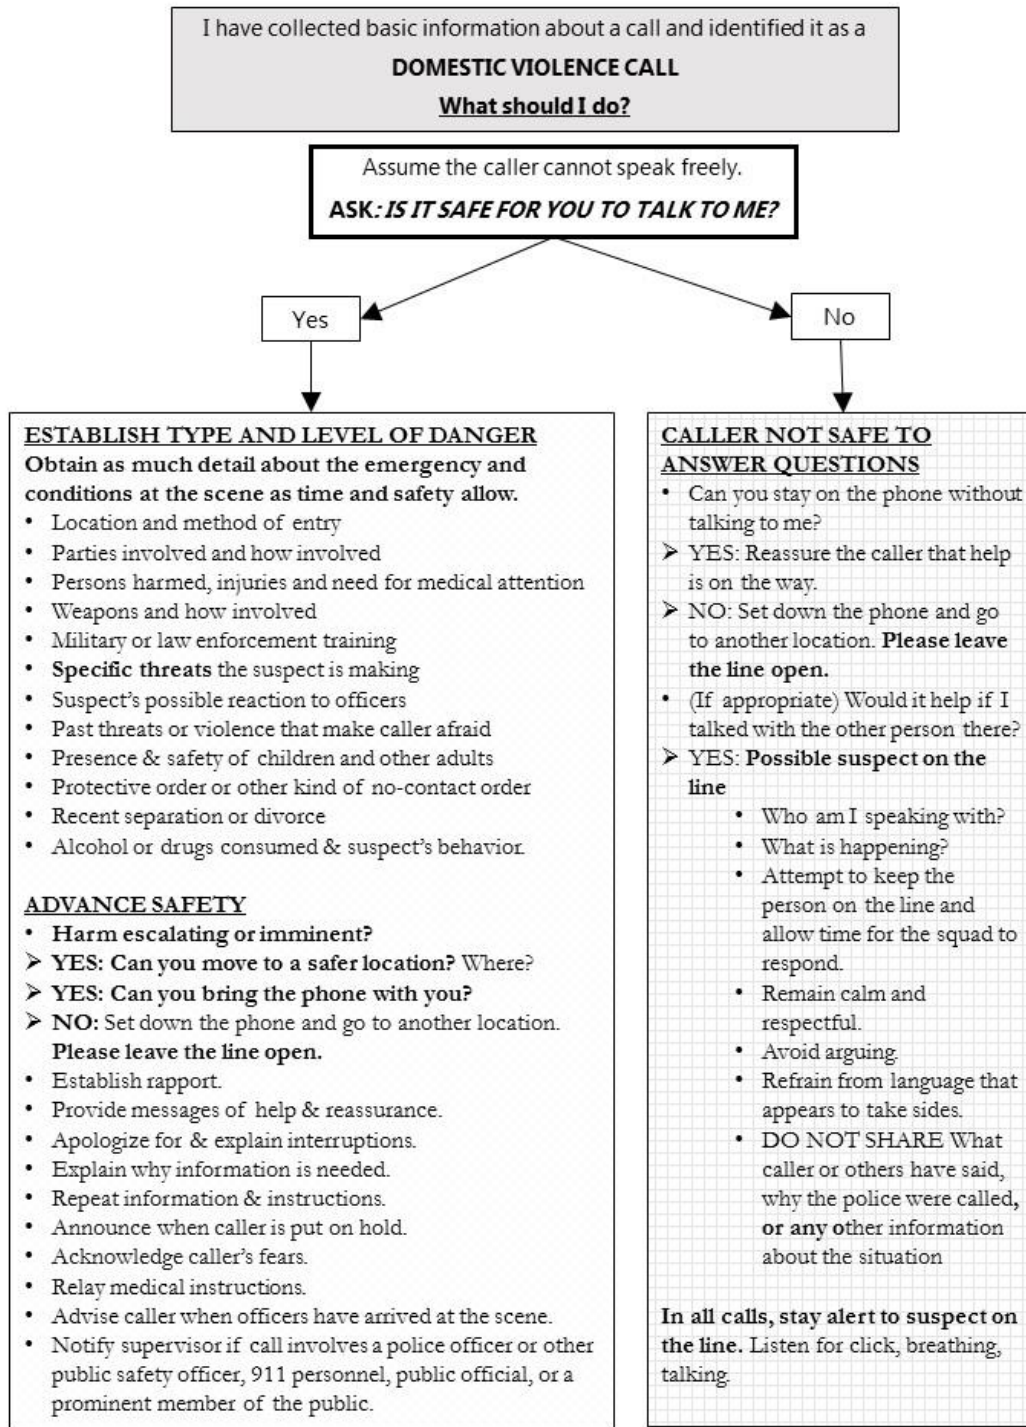 I have collected basic information about a call and identified it as a
DOMESTIC VIOLENCE CALL
What should I do?
Assume the caller cannot speak freely.
ASK: IS IT SAFE FOR YOU TO TALK TO ME?
Yes
No
ESTABLISH TYPE AND LEVEL OF DANGER
Obtain as much detail about the emergency and
conditions at the scene as time and safety allow.
• Location and method of entry
• Parties involved and how involved
• Persons harmed, injuries and need for medical attention
• Weapons and how involved
• Military or law enforcement training
• Specific threats the suspect is making
• Suspect's possible reaction to officers
• Past threats or violence that make caller afraid
• Presence & safety of children and other adults
• Protective order or other kind of no-contact order
• Recent separation or divorce
• Alcohol or drugs consumed & suspect's behavior.
ADVANCE SAFETY
• Harm escalating or imminent?
➢ YES: Can you move to a safer location? Where?
➢ YES: Can you bring the phone with you?
➢ NO: Set down the phone and go to another location.
Please leave the line open.
• Establish rapport.
• Provide messages of help & reassurance.
• Apologize for & explain interruptions.
• Explain why information is needed.
• Repeat information & instructions.
• Announce when caller is put on hold.
• Acknowledge caller's fears.
• Relay medical instructions.
• Advise caller when officers have arrived at the scene.
• Notify supervisor if call involves a police officer or other
public safety officer, 911 personnel, public official, or a
prominent member of the public.
CALLER NOT SAFE TO
ANSWER QUESTIONS
• Can you stay on the phone without
talking to me?
➢ YES: Reassure the caller that help
is on the way.
➢ NO: Set down the phone and go
to another location. Please leave
the line open.
• (If appropriate) Would it help if I
talked with the other person there?
➢ YES: Possible suspect on the
line
• Who am I speaking with?
• What is happening?
• Attempt to keep the
person on the line and
allow time for the squad to
respond.
• Remain calm and
respectful.
• Avoid arguing.
• Refrain from language that
appears to take sides.
• DO NOT SHARE What
caller or others have said,
why the police were called,
or any other information
about the situation
In all calls, stay alert to suspect on
the line. Listen for click, breathing,
talking.